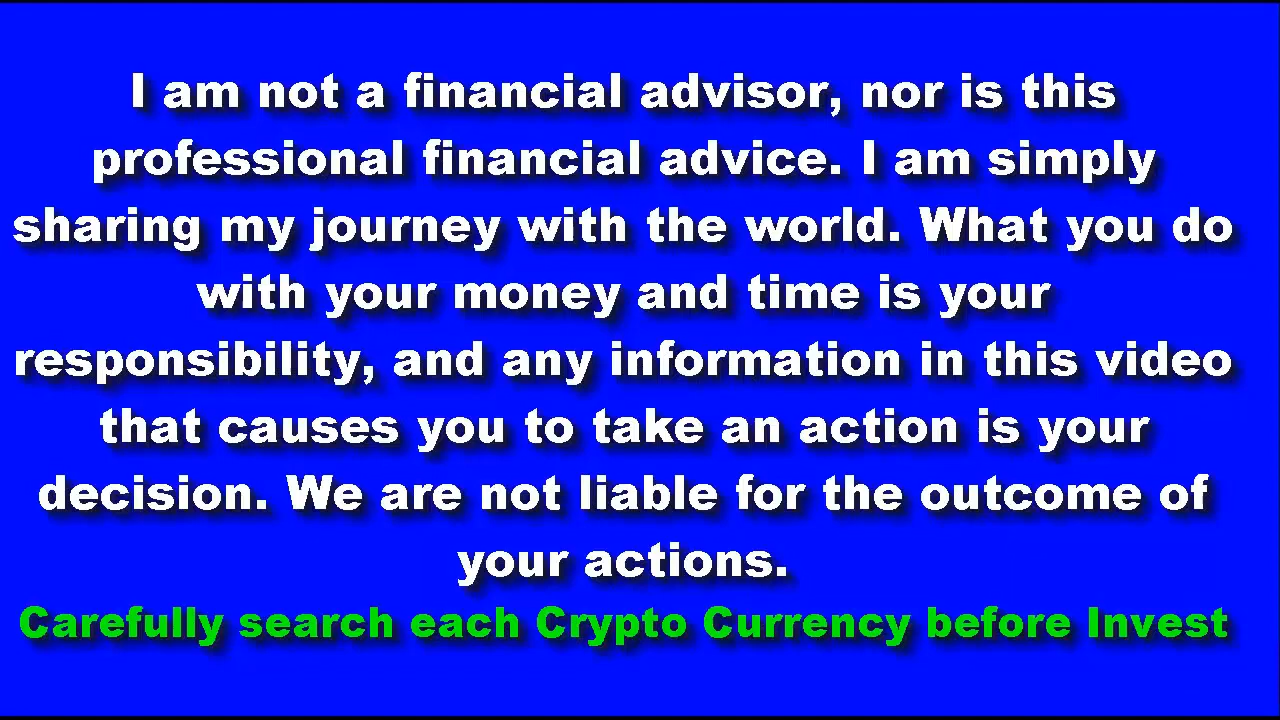 I am not a financial advisor, nor is this
professional financial advice. I am simply
sharing my journey with the world. What you do
with your money and time is your
responsibility, and any information in this video
that causes you to take an action is your
decision. We are not liable for the outcome of
your actions.
Carefully search each Crypto Currency before Invest